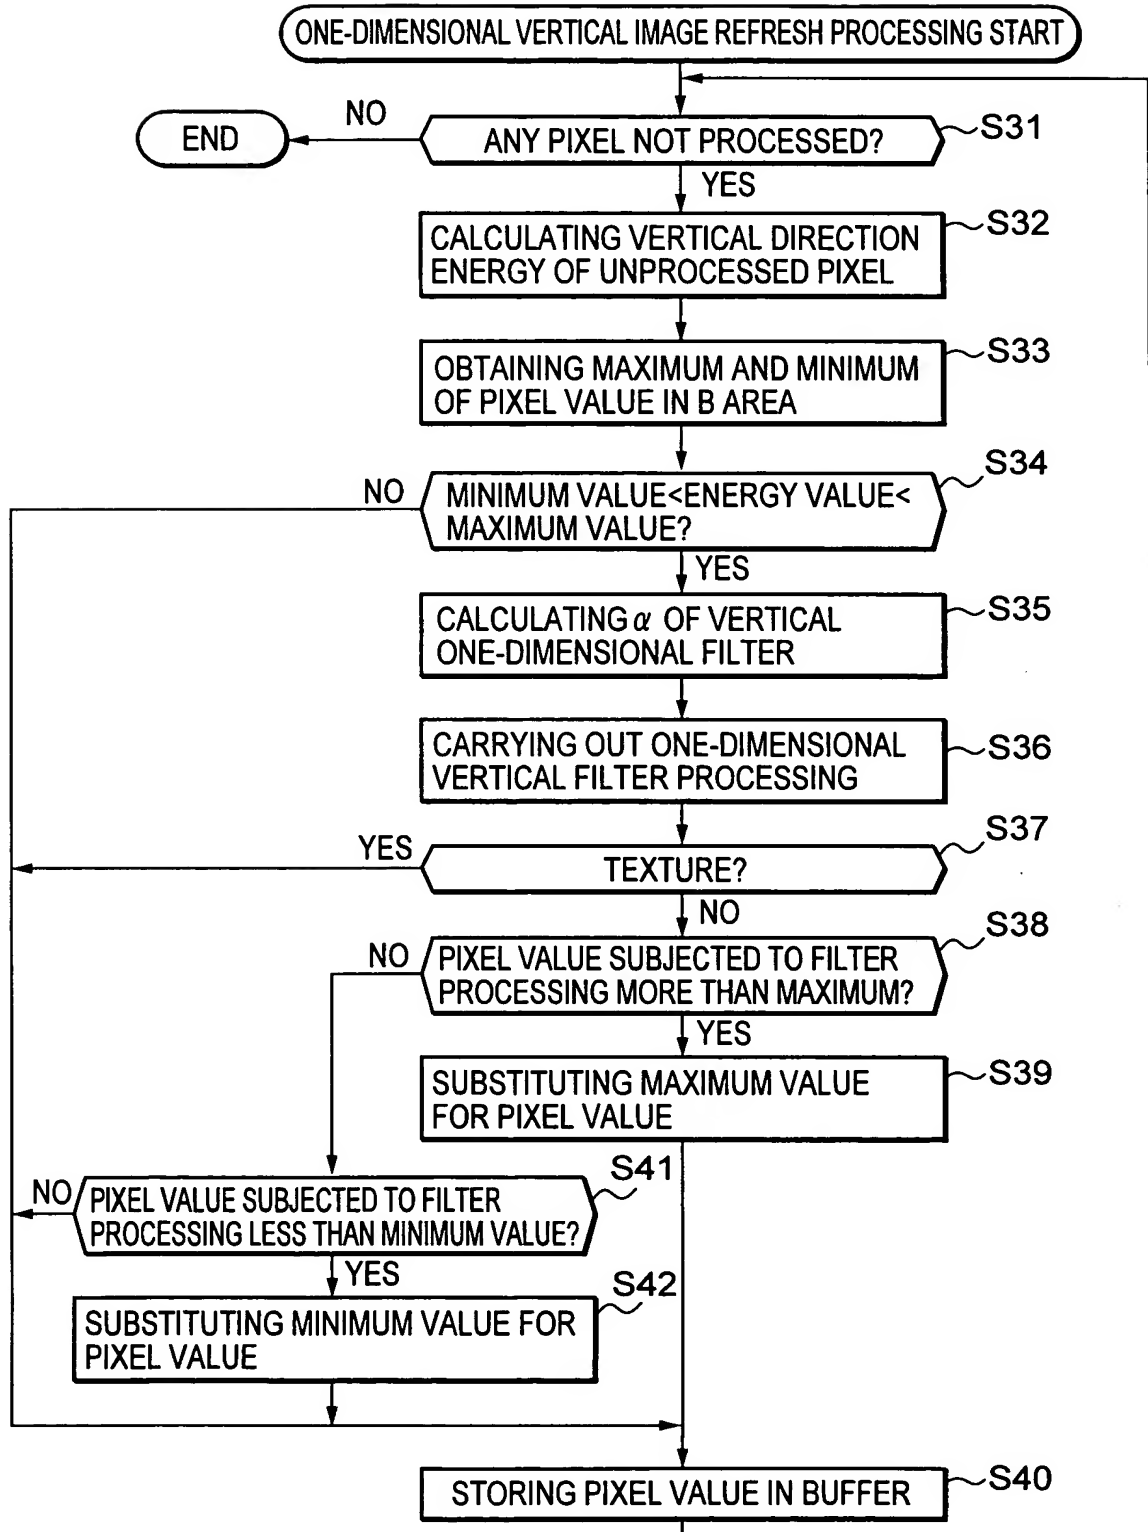 ONE-DIMENSIONAL VERTICAL IMAGE REFRESH PROCESSING START
NO
END
ANY PIXEL NOT PROCESSED?
S31
YES
S32
CALCULATING VERTICAL DIRECTION
ENERGY OF UNPROCESSED PIXEL
S33
OBTAINING MAXIMUM AND MINIMUM
OF PIXEL VALUE IN B AREA
S34
NO
MINIMUM VALUE<ENERGY VALUE<
MAXIMUM VALUE?
YES
S35
CALCULATING α OF VERTICAL
ONE-DIMENSIONAL FILTER
S36
CARRYING OUT ONE-DIMENSIONAL
VERTICAL FILTER PROCESSING
S37
YES
TEXTURE?
NO
S38
NO
PIXEL VALUE SUBJECTED TO FILTER
PROCESSING MORE THAN MAXIMUM?
YES
S39
SUBSTITUTING MAXIMUM VALUE
FOR PIXEL VALUE
S41
NO
PIXEL VALUE SUBJECTED TO FILTER
PROCESSING LESS THAN MINIMUM VALUE?
YES
S42
SUBSTITUTING MINIMUM VALUE FOR
PIXEL VALUE
S40
STORING PIXEL VALUE IN BUFFER